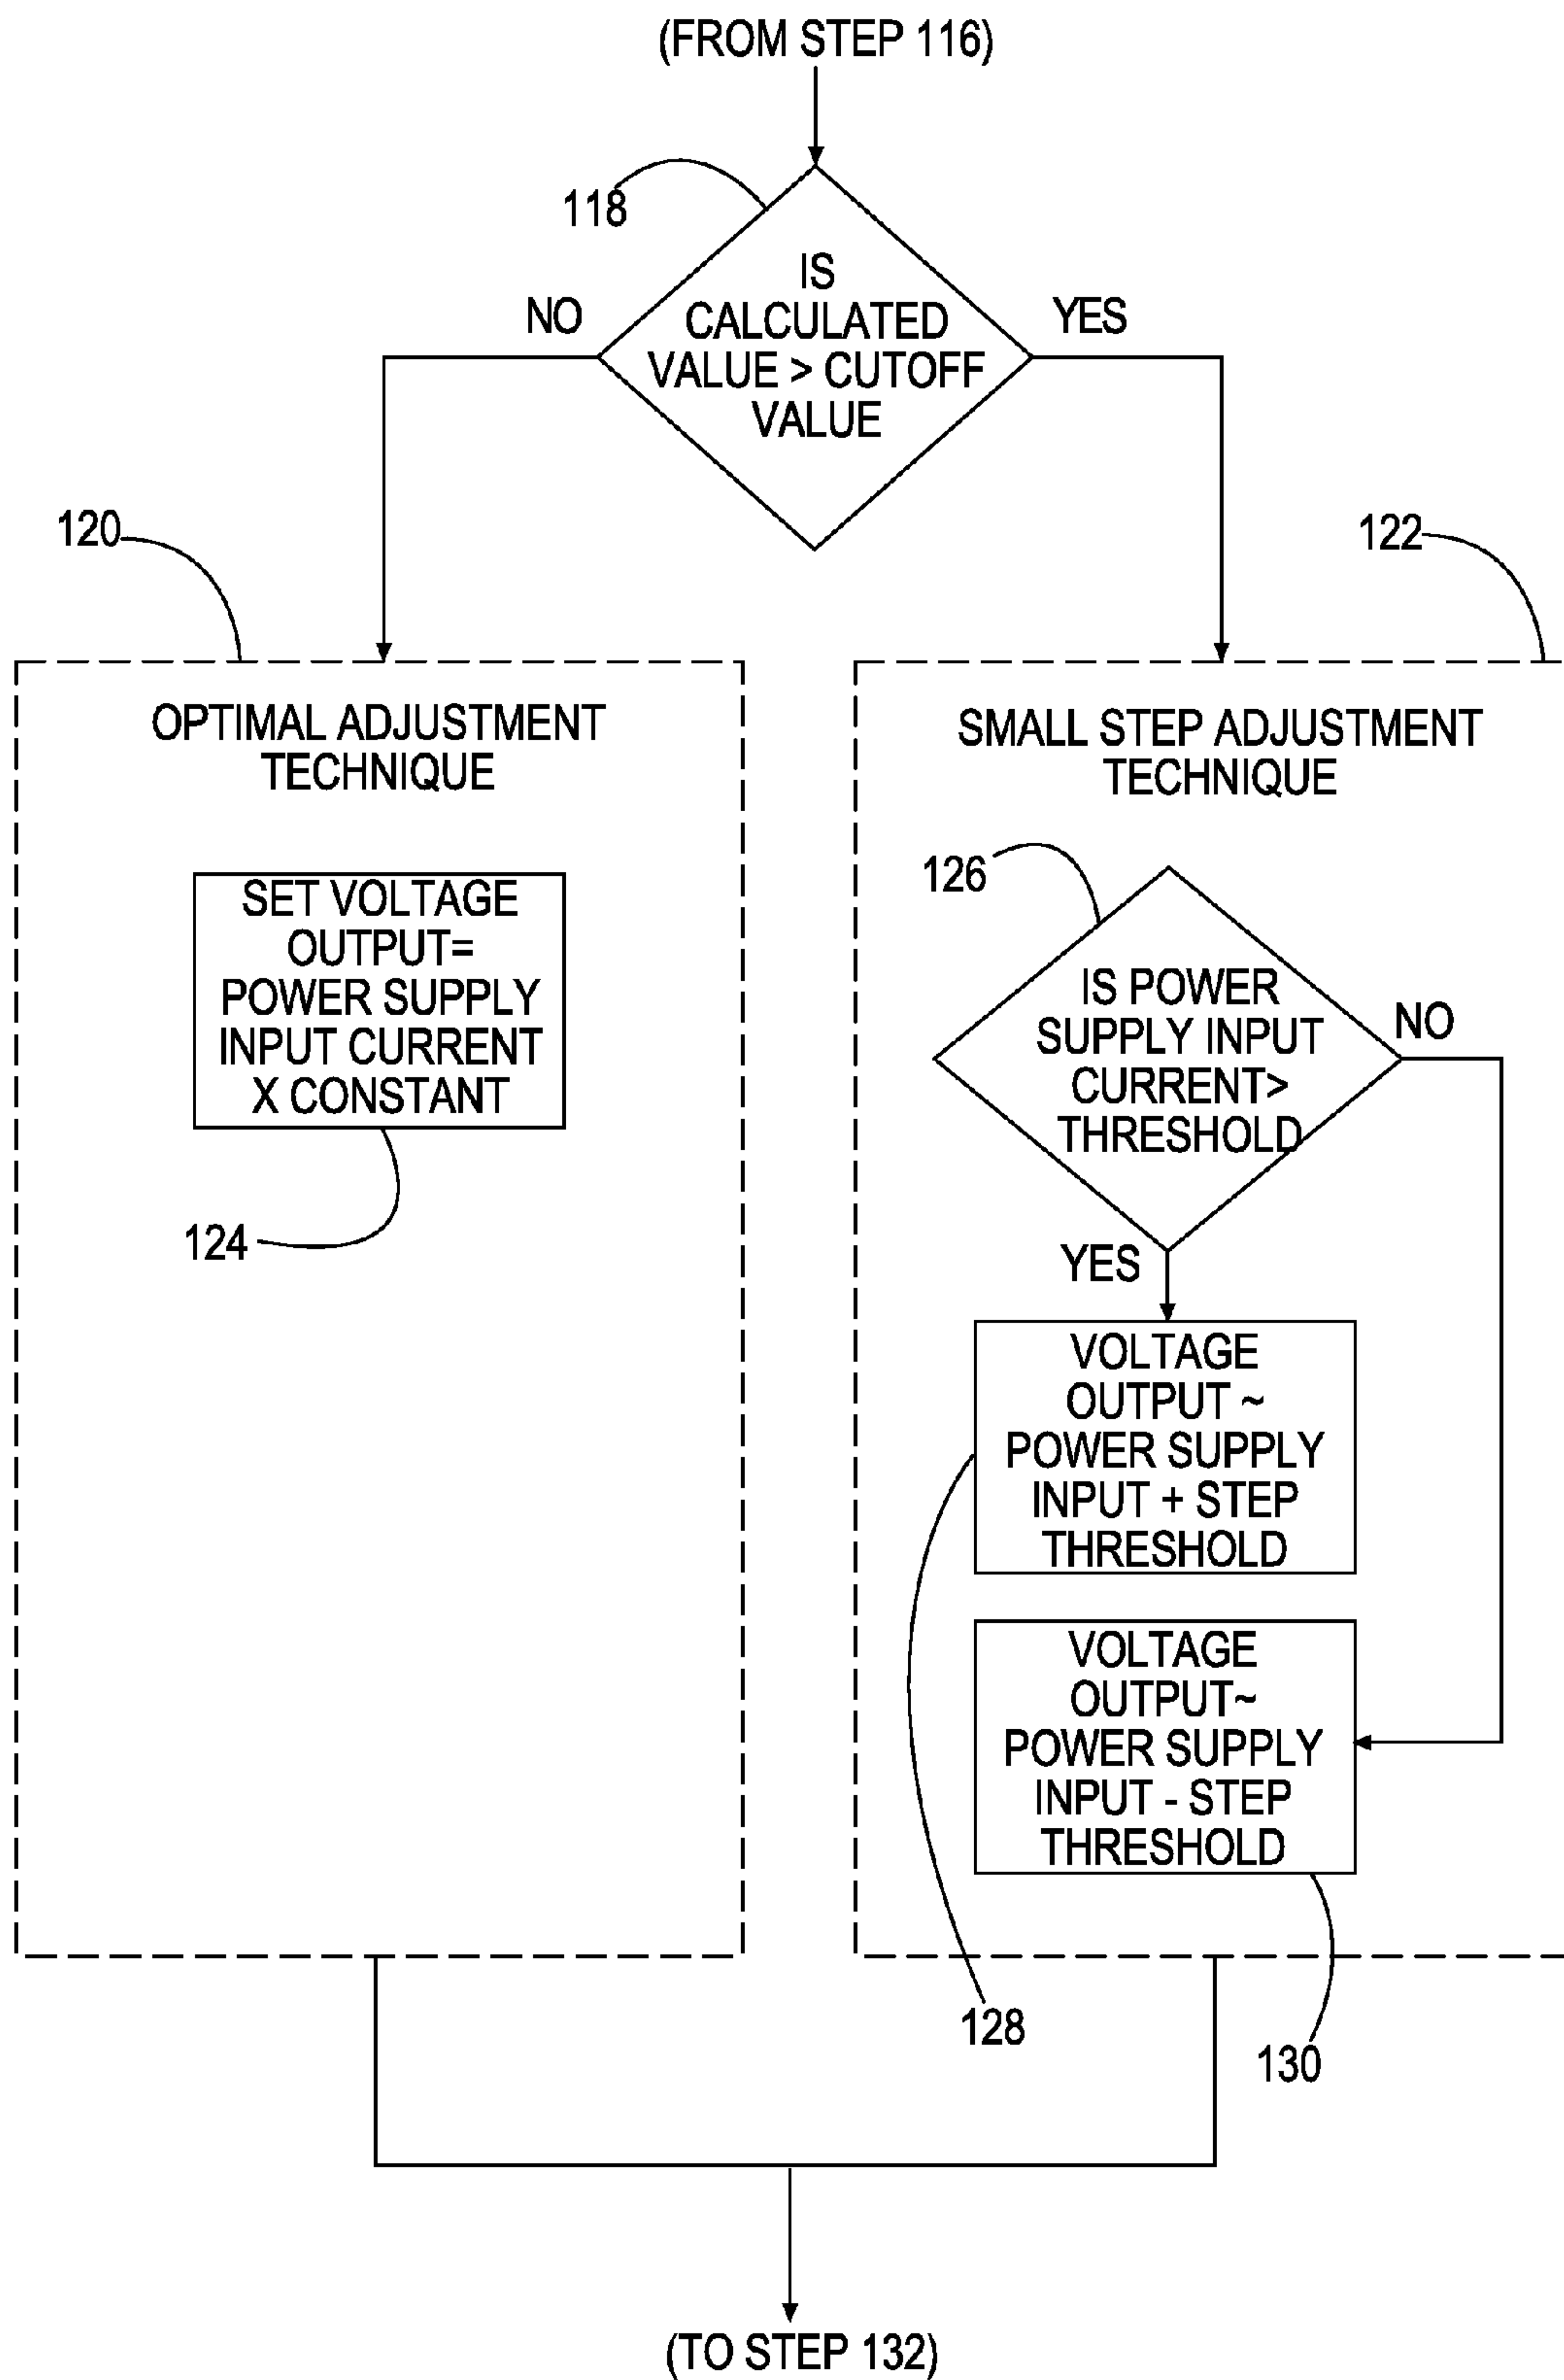 (FROM STEP 116)
118
IS
CALCULATED
VALUE > CUTOFF
VALUE
NO
YES
120
122
OPTIMAL ADJUSTMENT
TECHNIQUE
SET VOLTAGE
OUTPUT=
POWER SUPPLY
INPUT CURRENT
X CONSTANT
124
SMALL STEP ADJUSTMENT
TECHNIQUE
126
IS POWER
SUPPLY INPUT
CURRENT>
THRESHOLD
NO
YES
VOLTAGE
OUTPUT ~
POWER SUPPLY
INPUT + STEP
THRESHOLD
VOLTAGE
OUTPUT~
POWER SUPPLY
INPUT - STEP
THRESHOLD
128
130
(TO STEP 132)